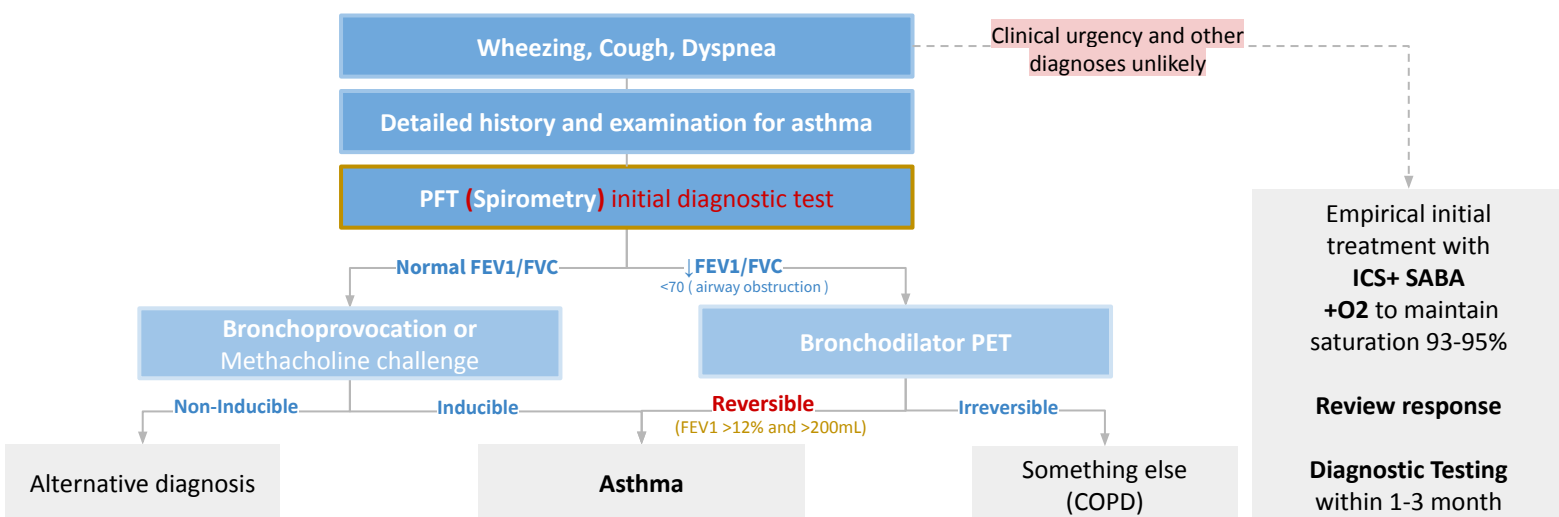 Wheezing, Cough, Dyspnea
Clinical urgency and other
diagnoses unlikely
Detailed history and examination for asthma
PFT (Spirometry) initial diagnostic test
Normal FEV1/FVC
↓FEV1/FVC
<70 ( airway obstruction )
Bronchoprovocation or
Methacholine challenge
Bronchodilator PET
Non-Inducible
Inducible
Reversible
(FEV1 >12% and >200mL)
Irreversible
Alternative diagnosis
Asthma
Something else
(COPD)
Empirical initial
treatment with
ICS+ SABA
+O2 to maintain
saturation 93-95%
Review response
Diagnostic Testing
within 1-3 month